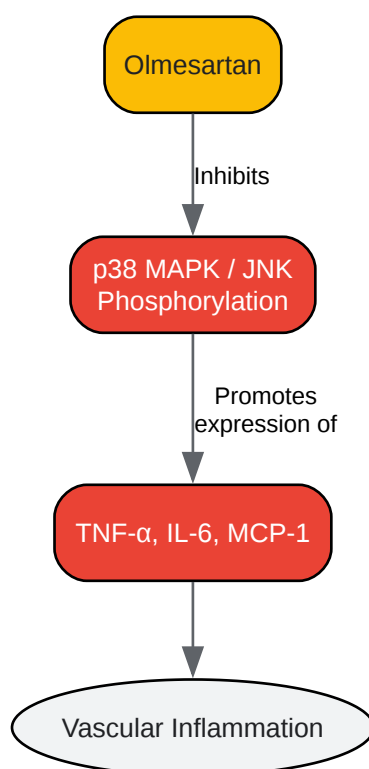 Olmesartan
Inhibits
p38 MAPK / JNK
Phosphorylation
Promotes
expression of
TNF-α, IL-6, MCP-1
Vascular Inflammation